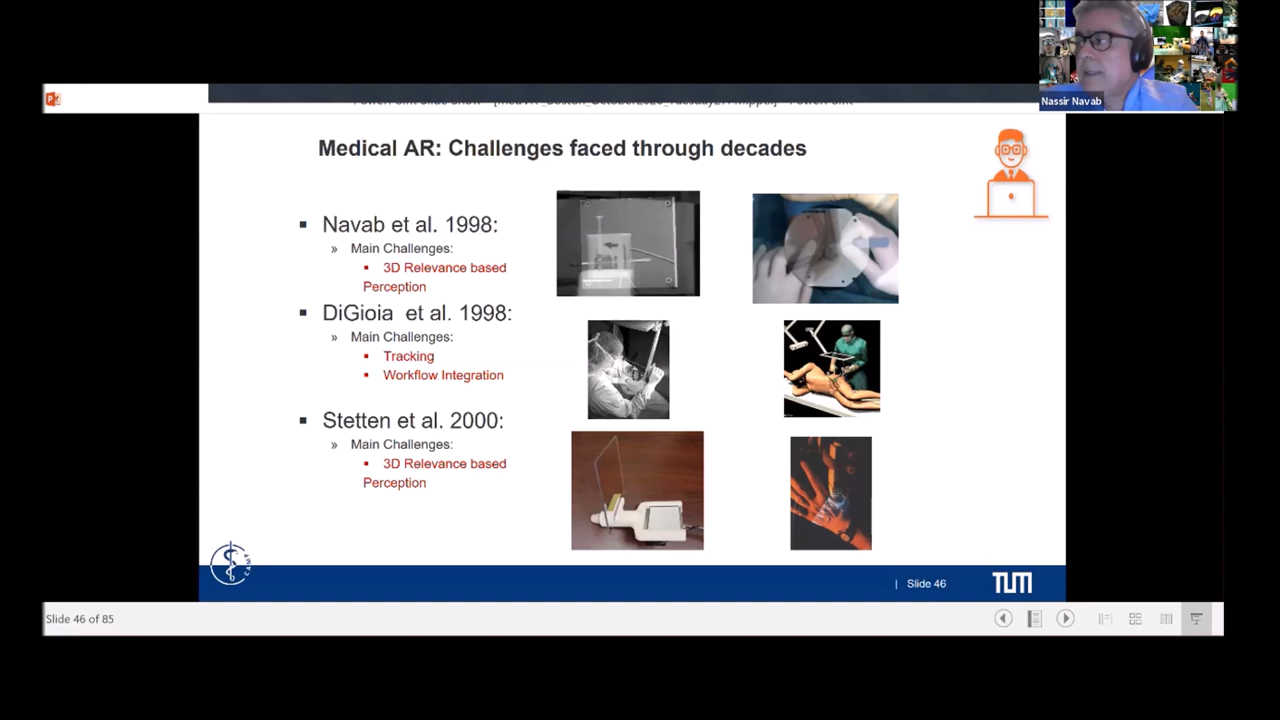 Nassir Navab
Medical AR: Challenges faced through decades
▪ Navab et al. 1998:
» Main Challenges:
▪ 3D Relevance based
Perception
▪ DiGioia et al. 1998:
» Main Challenges:
▪ Tracking
▪ Workflow Integration
▪ Stetten et al. 2000:
» Main Challenges:
▪ 3D Relevance based
Perception
CAMP
| Slide 46
TUM
Slide 46 of 85